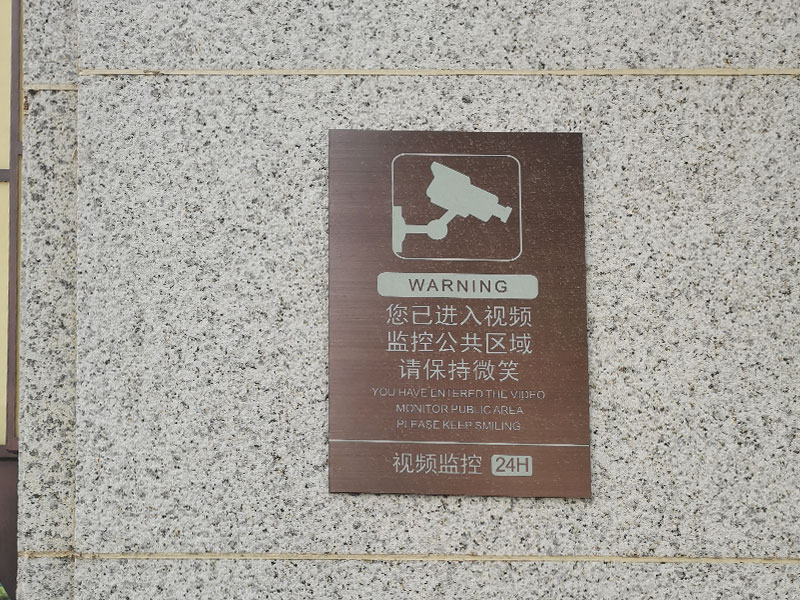 WARNING
您已进入视频
监控公共区域
请保持微笑
YOU HAVE ENTERED THE VIDEO
MONITOR PUBLIC AREA
PLEASE KEEP SMILING
视频监控 24H